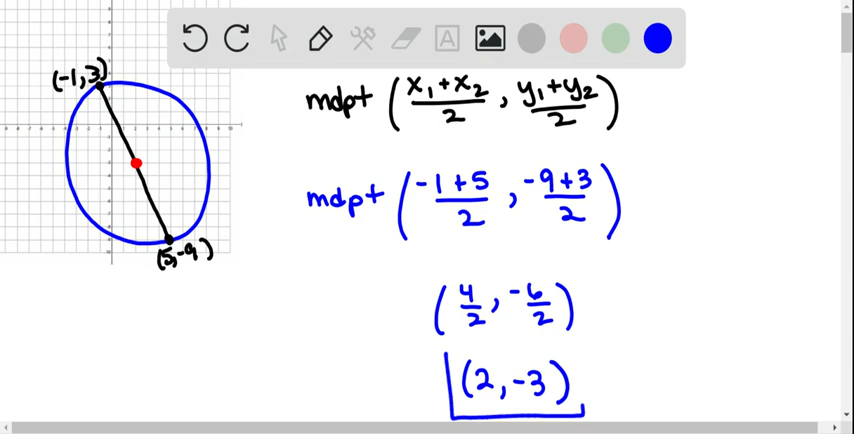 (-1,3)
mdpt (x₁+x₂/2, y₁+y₂/2)
mdpt (-1+5/2, -9+3/2)
(5,-9)
(4/2, -6/2)
(2,-3)
A